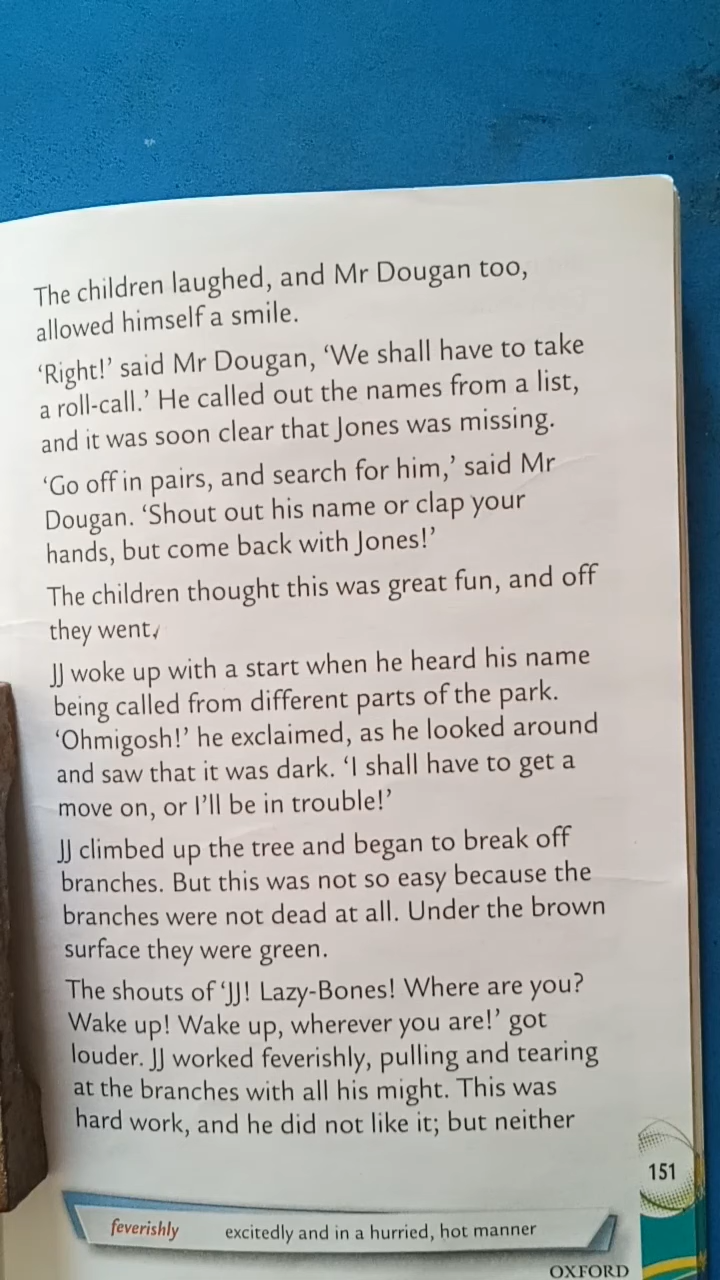 The children laughed, and Mr Dougan too,
allowed himself a smile.
‘Right!’ said Mr Dougan, ‘We shall have to take
a roll-call.’ He called out the names from a list,
and it was soon clear that Jones was missing.
‘Go off in pairs, and search for him,’ said Mr
Dougan. ‘Shout out his name or clap your
hands, but come back with Jones!’
The children thought this was great fun, and off
they went.
JJ woke up with a start when he heard his name
being called from different parts of the park.
‘Ohmigosh!’ he exclaimed, as he looked around
and saw that it was dark. ‘I shall have to get a
move on, or I’ll be in trouble!’
JJ climbed up the tree and began to break off
branches. But this was not so easy because the
branches were not dead at all. Under the brown
surface they were green.
The shouts of ‘JJ! Lazy-Bones! Where are you?
Wake up! Wake up, wherever you are!’ got
louder. JJ worked feverishly, pulling and tearing
at the branches with all his might. This was
hard work, and he did not like it; but neither
151
feverishly excitedly and in a hurried, hot manner
OXFORD